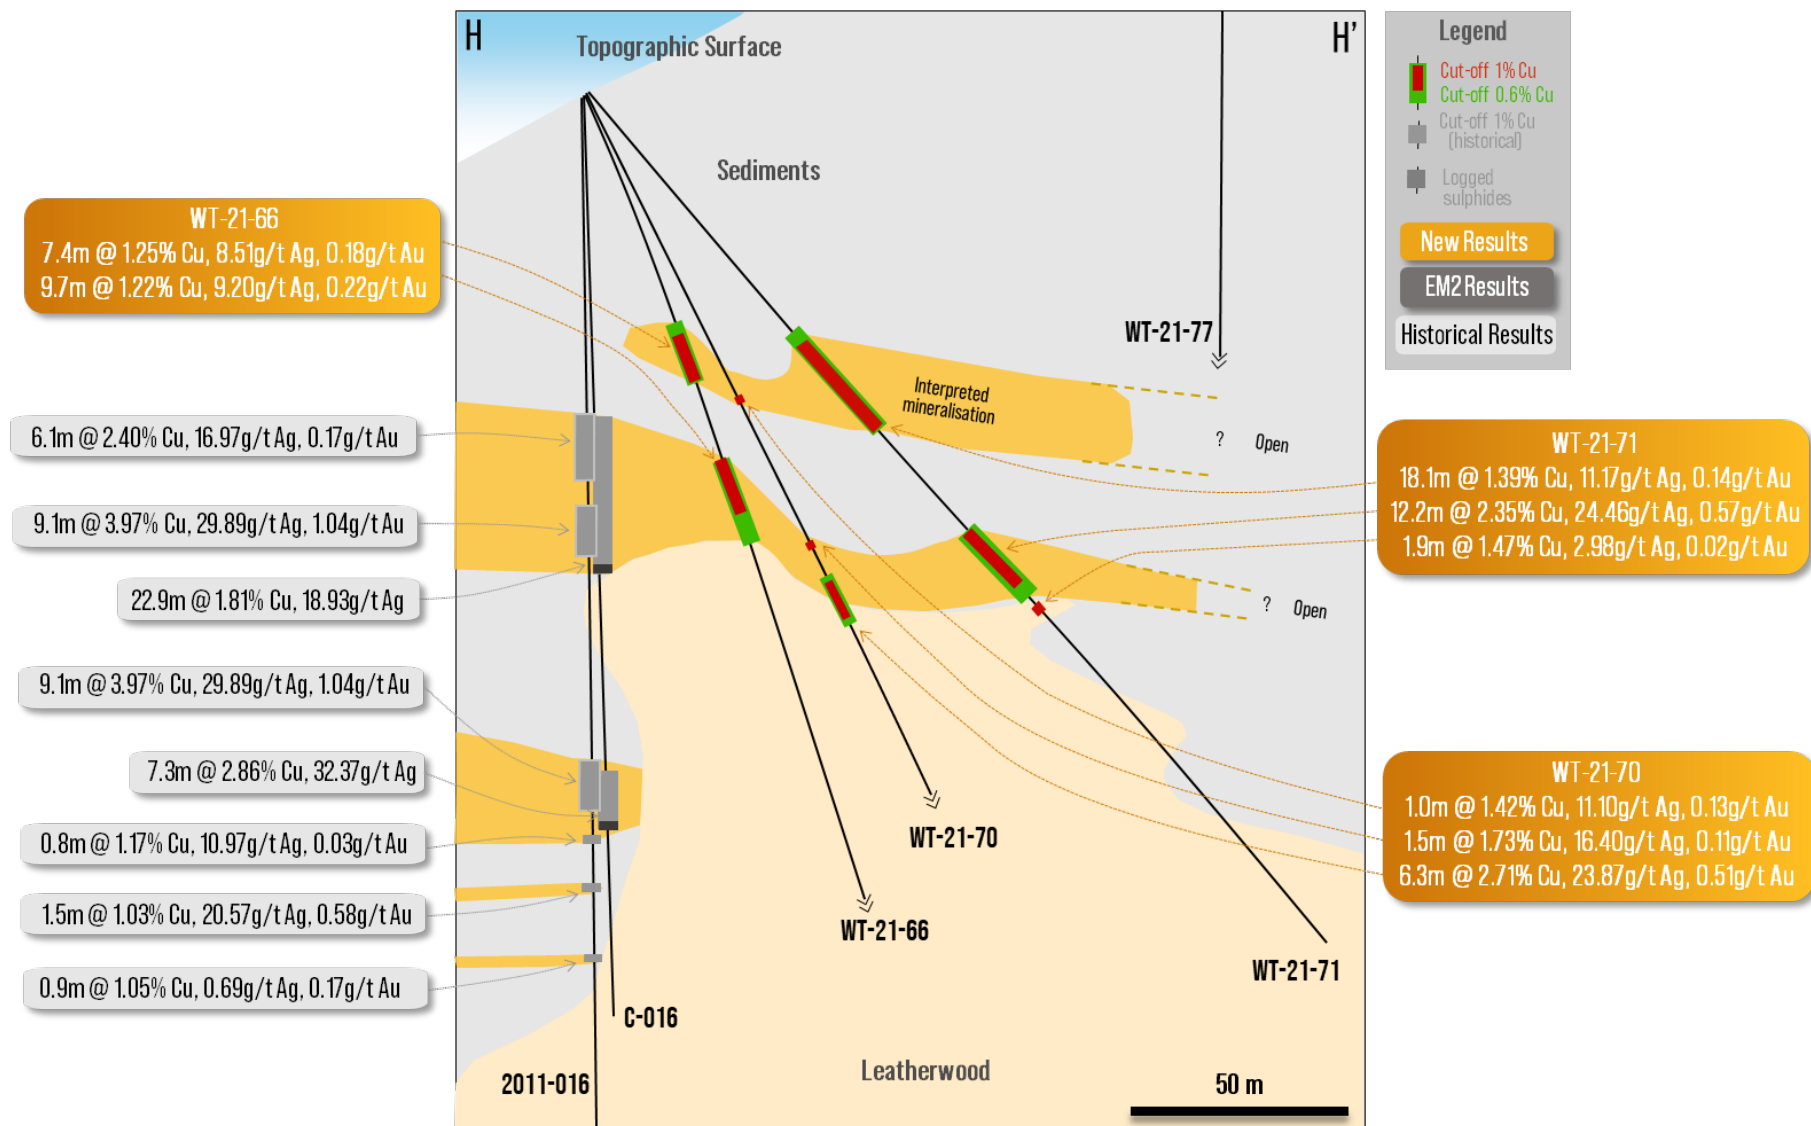 H
Topographic Surface
H'
Sediments
Legend
Cut-off 1% Cu
Cut-off 0.6% Cu
Cut-off 1% Cu
(historical)
Logged
sulphides
New Results
EM2 Results
Historical Results
WT-21-66
7.4m @ 1.25% Cu, 8.51g/t Ag, 0.18g/t Au
9.7m @ 1.22% Cu, 9.20g/t Ag, 0.22g/t Au
WT-21-77
Interpreted
mineralisation
? Open
6.1m @ 2.40% Cu, 16.97g/t Ag, 0.17g/t Au
9.1m @ 3.97% Cu, 29.89g/t Ag, 1.04g/t Au
22.9m @ 1.81% Cu, 18.93g/t Ag
WT-21-71
18.1m @ 1.39% Cu, 11.17g/t Ag, 0.14g/t Au
12.2m @ 2.35% Cu, 24.46g/t Ag, 0.57g/t Au
1.9m @ 1.47% Cu, 2.98g/t Ag, 0.02g/t Au
? Open
9.1m @ 3.97% Cu, 29.89g/t Ag, 1.04g/t Au
7.3m @ 2.86% Cu, 32.37g/t Ag
0.8m @ 1.17% Cu, 10.97g/t Ag, 0.03g/t Au
1.5m @ 1.03% Cu, 20.57g/t Ag, 0.58g/t Au
0.9m @ 1.05% Cu, 0.69g/t Ag, 0.17g/t Au
WT-21-70
1.0m @ 1.42% Cu, 11.10g/t Ag, 0.13g/t Au
1.5m @ 1.73% Cu, 16.40g/t Ag, 0.11g/t Au
6.3m @ 2.71% Cu, 23.87g/t Ag, 0.51g/t Au
WT-21-70
WT-21-66
WT-21-71
C-016
2011-016
Leatherwood
50 m